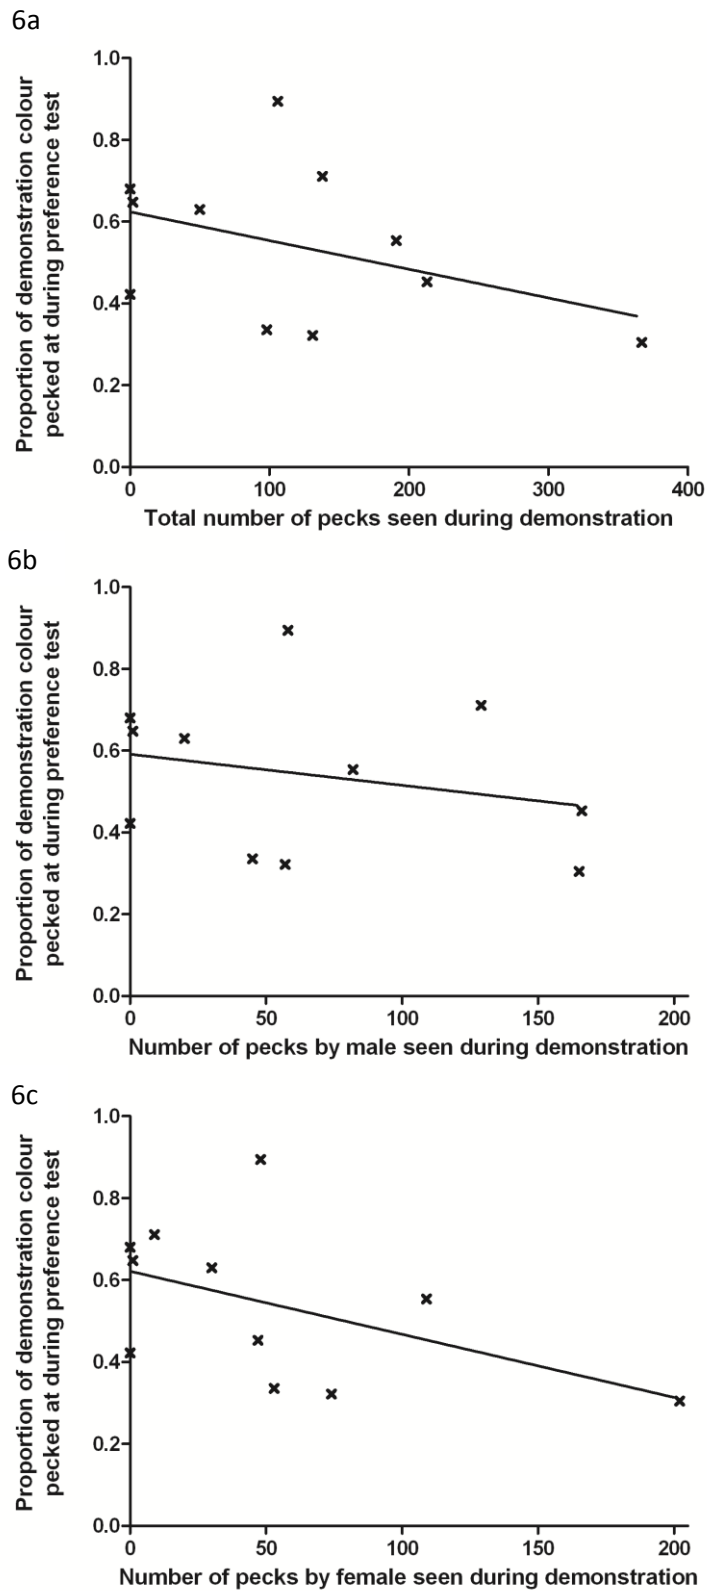 6a
Proportion of demonstration colour
pecked at during preference test
1.0
0.8
0.6
0.4
0.2
0.0
0 100 200 300 400
Total number of pecks seen during demonstration
6b
Proportion of demonstration colour
pecked at during preference test
1.0
0.8
0.6
0.4
0.2
0.0
0 50 100 150 200
Number of pecks by male seen during demonstration
6c
Proportion of demonstration colour
pecked at during preference test
1.0
0.8
0.6
0.4
0.2
0.0
0 50 100 150 200
Number of pecks by female seen during demonstration